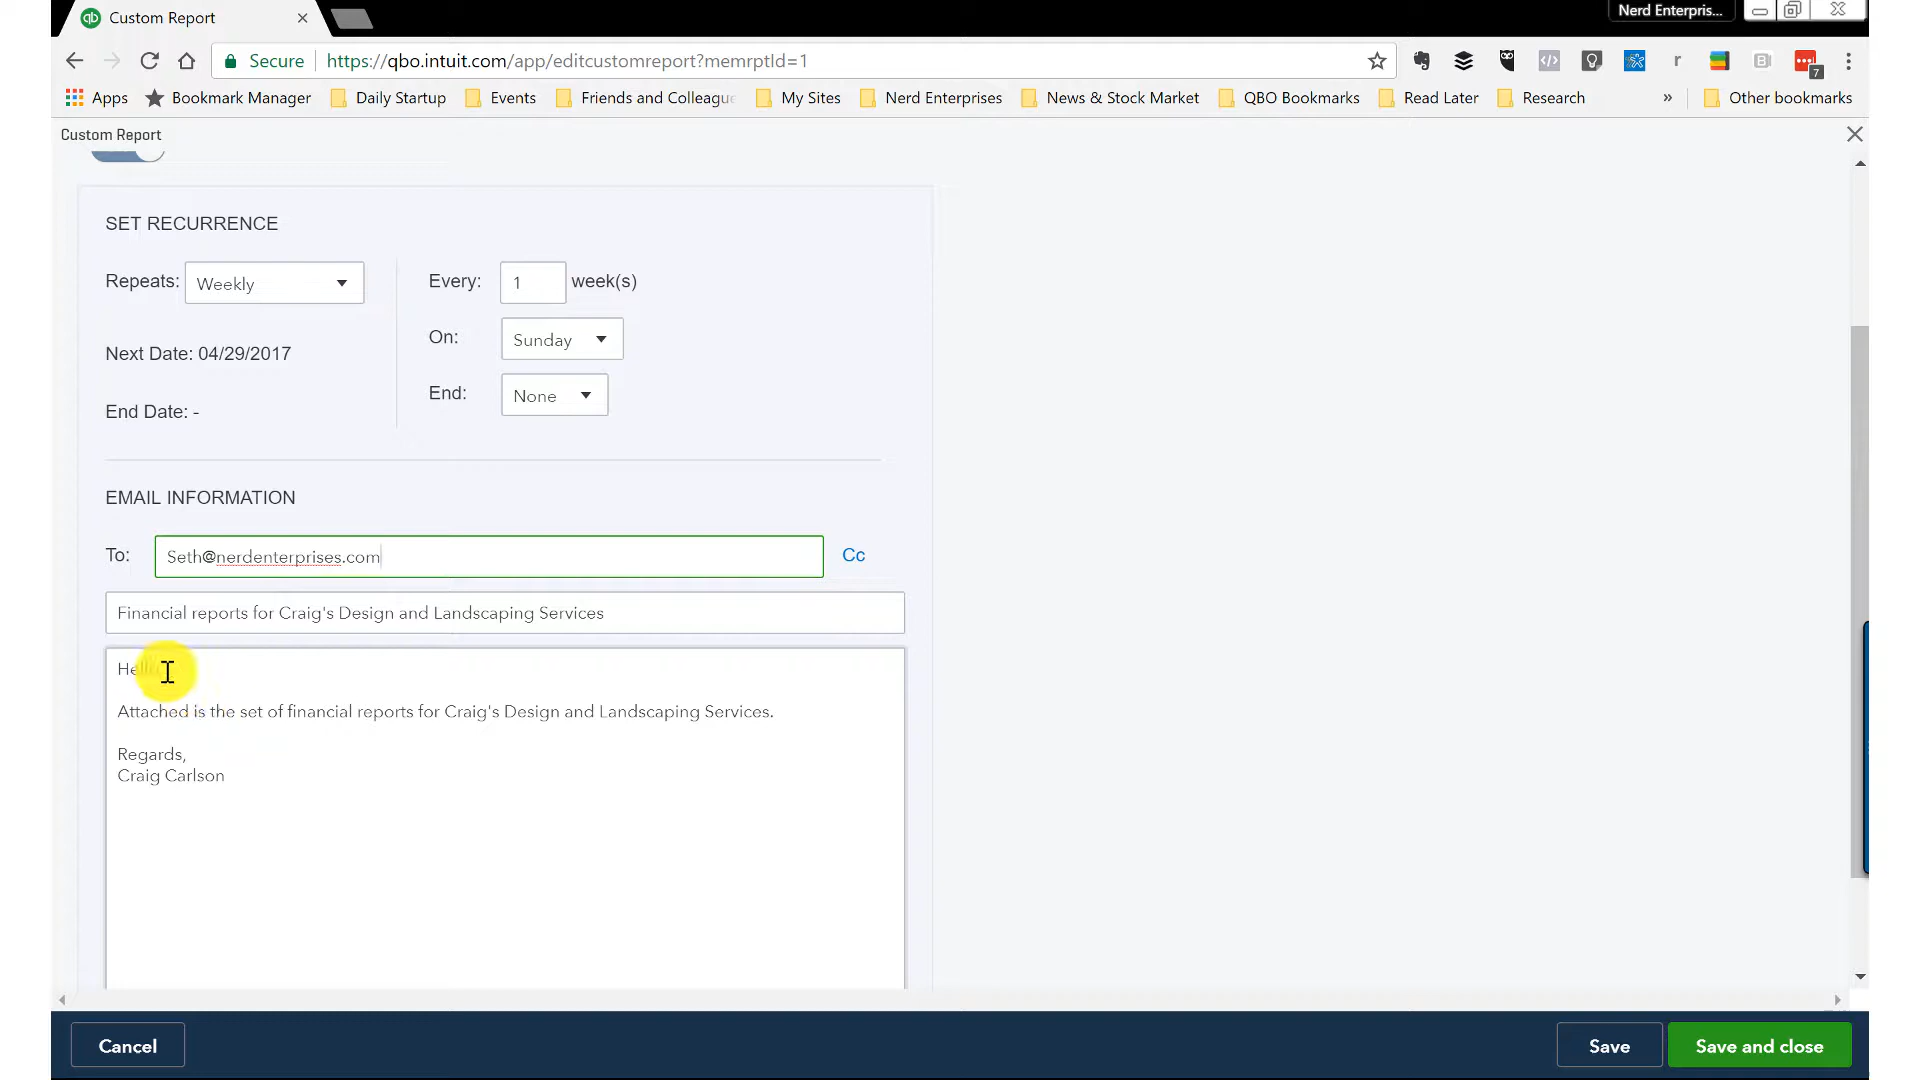 Custom Report
Nerd Enterpris...
Secure
https://qbo.intuit.com/app/editcustomreport?memrptId=1
7
Apps
Bookmark Manager
Daily Startup
Events
Friends and Colleague
My Sites
Nerd Enterprises
News & Stock Market
QBO Bookmarks
Read Later
Research
»
Other bookmarks
Custom Report
SET RECURRENCE
Repeats: Weekly
Every: 1 week(s)
On: Sunday
Next Date: 04/29/2017
End: None
End Date: -
EMAIL INFORMATION
To: Seth@nerdenterprises.com Cc
Financial reports for Craig's Design and Landscaping Services
Hello
Attached is the set of financial reports for Craig's Design and Landscaping Services.
Regards,
Craig Carlson
Cancel
Save
Save and close